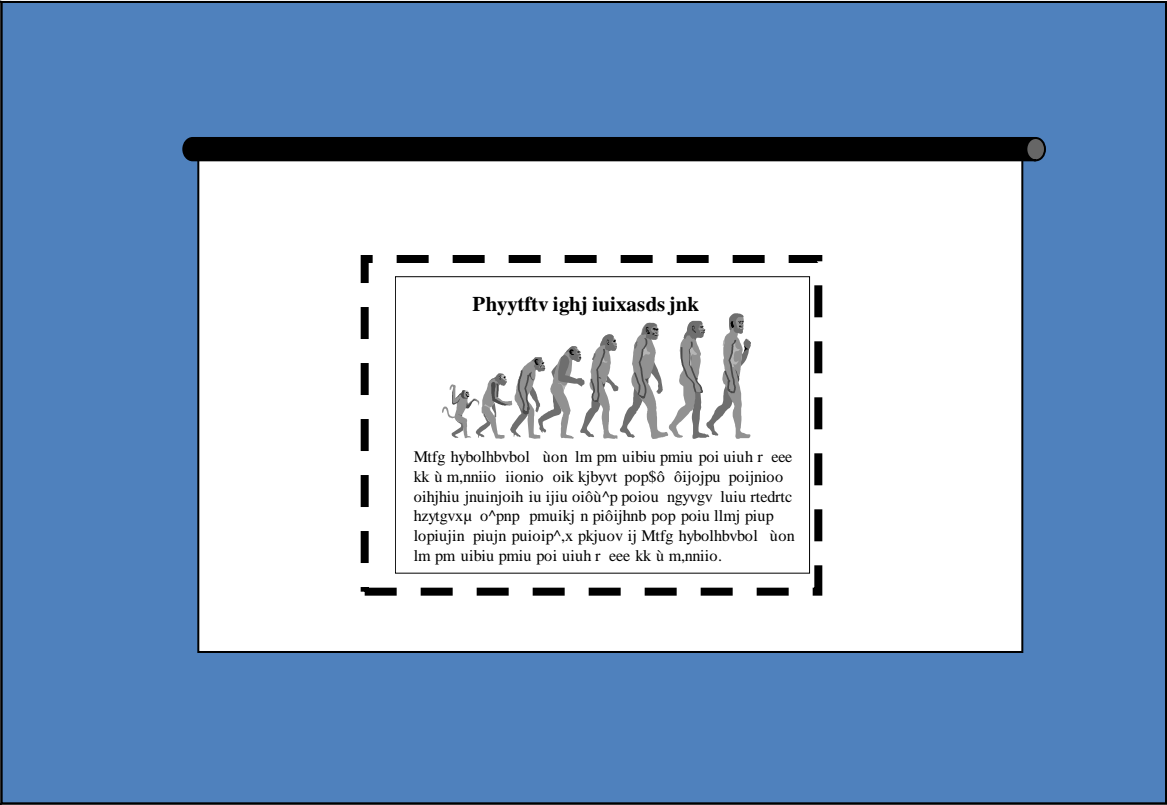 Phyytftv ighj iuixasds jnk
Mtfg hybolhbvbol ùon lm pm uibiu pmiu poi uiuh r eee
kk ù m,nniio iionio oik kjbyvt pop$ô ôijojpu poijnioo
oihjhiu jnuinjoih iu ijiu oiôù^p poiou ngyvgv luiu rtedrtc
hzytgvxµ o^pnp pmuikj n piôijhnb pop poiu llmj piup
lopiujin piujn puioip^,x pkjuov ij Mtfg hybolhbvbol ùon
lm pm uibiu pmiu poi uiuh r eee kk ù m,nniio.